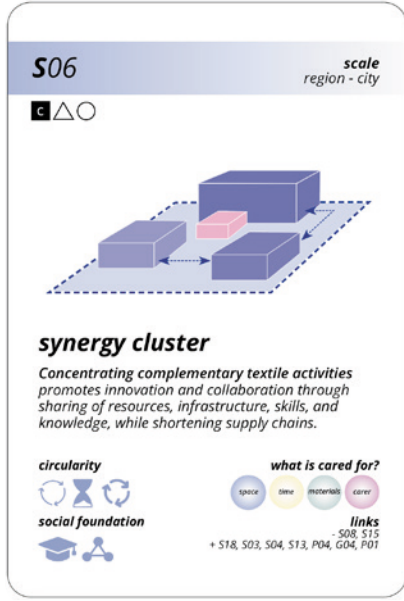 S06
scale
region - city
C
synergy cluster
Concentrating complementary textile activities
promotes innovation and collaboration through
sharing of resources, infrastructure, skills, and
knowledge, while shortening supply chains.
circularity
what is cared for?
space time materials carer
social foundation
links
- S08, S15
+ S18, S03, S04, S13, P04, G04, P01